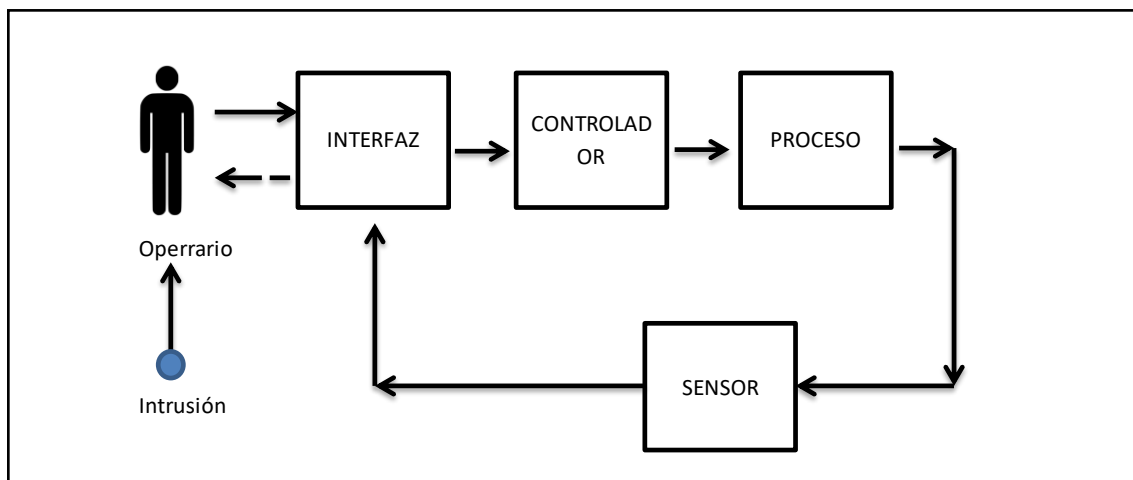 INTERFAZ
CONTROLAD
OR
PROCESO
Operrario
Intrusión
SENSOR